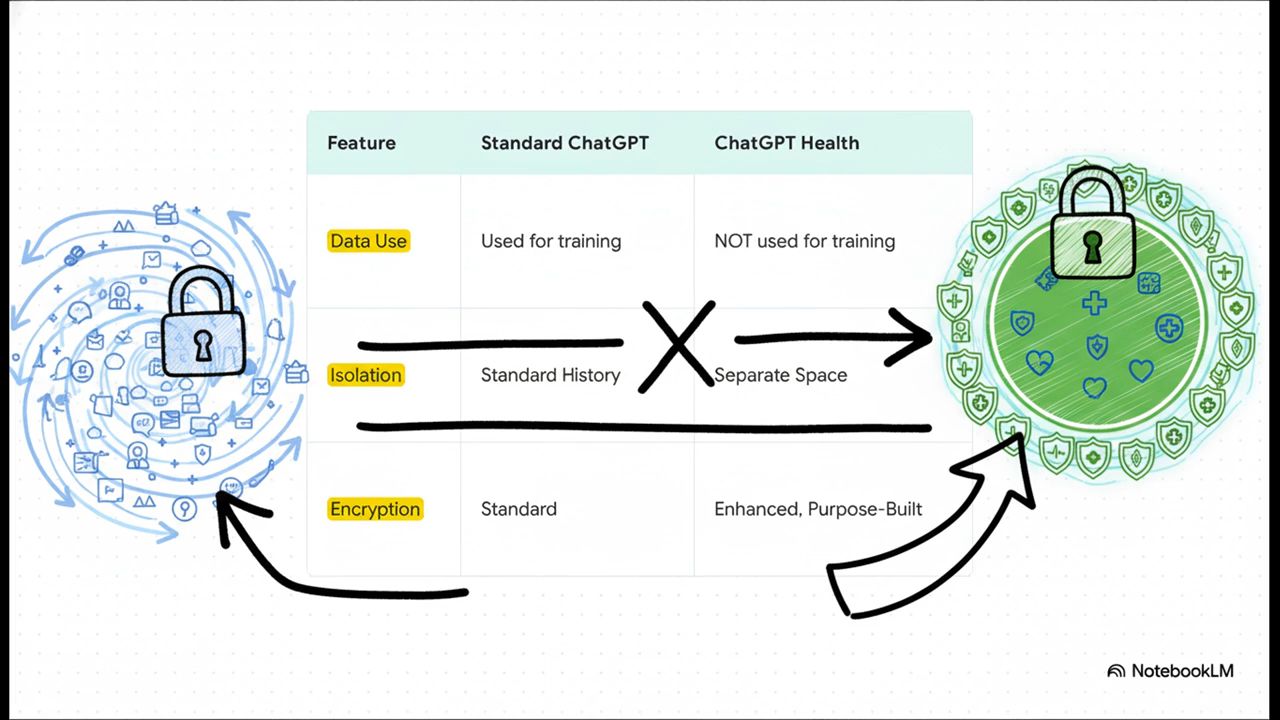 Feature Standard ChatGPT ChatGPT Health
Data Use Used for training NOT used for training
Isolation Standard History Separate Space
Encryption Standard Enhanced, Purpose-Built
NotebookLM